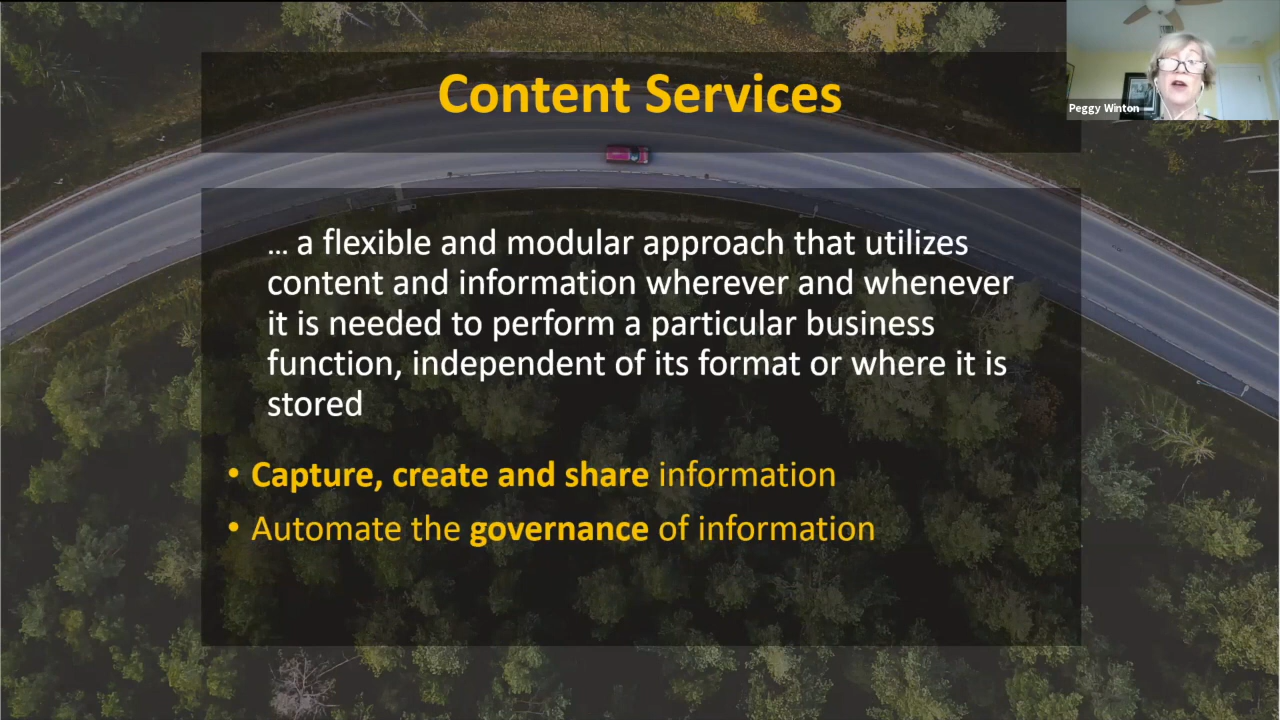 Content Services
Peggy Winton
... a flexible and modular approach that utilizes
content and information wherever and whenever
it is needed to perform a particular business
function, independent of its format or where it is
stored
• Capture, create and share information
• Automate the governance of information